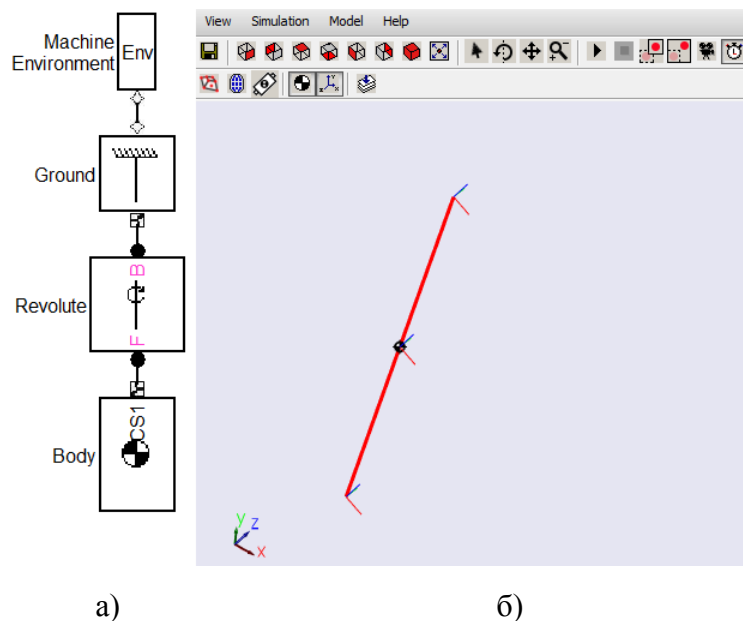 Machine
Environment
Env
Ground
B
Revolute
F
CS1
Body
View Simulation Model Help
y
z
x
а)
б)